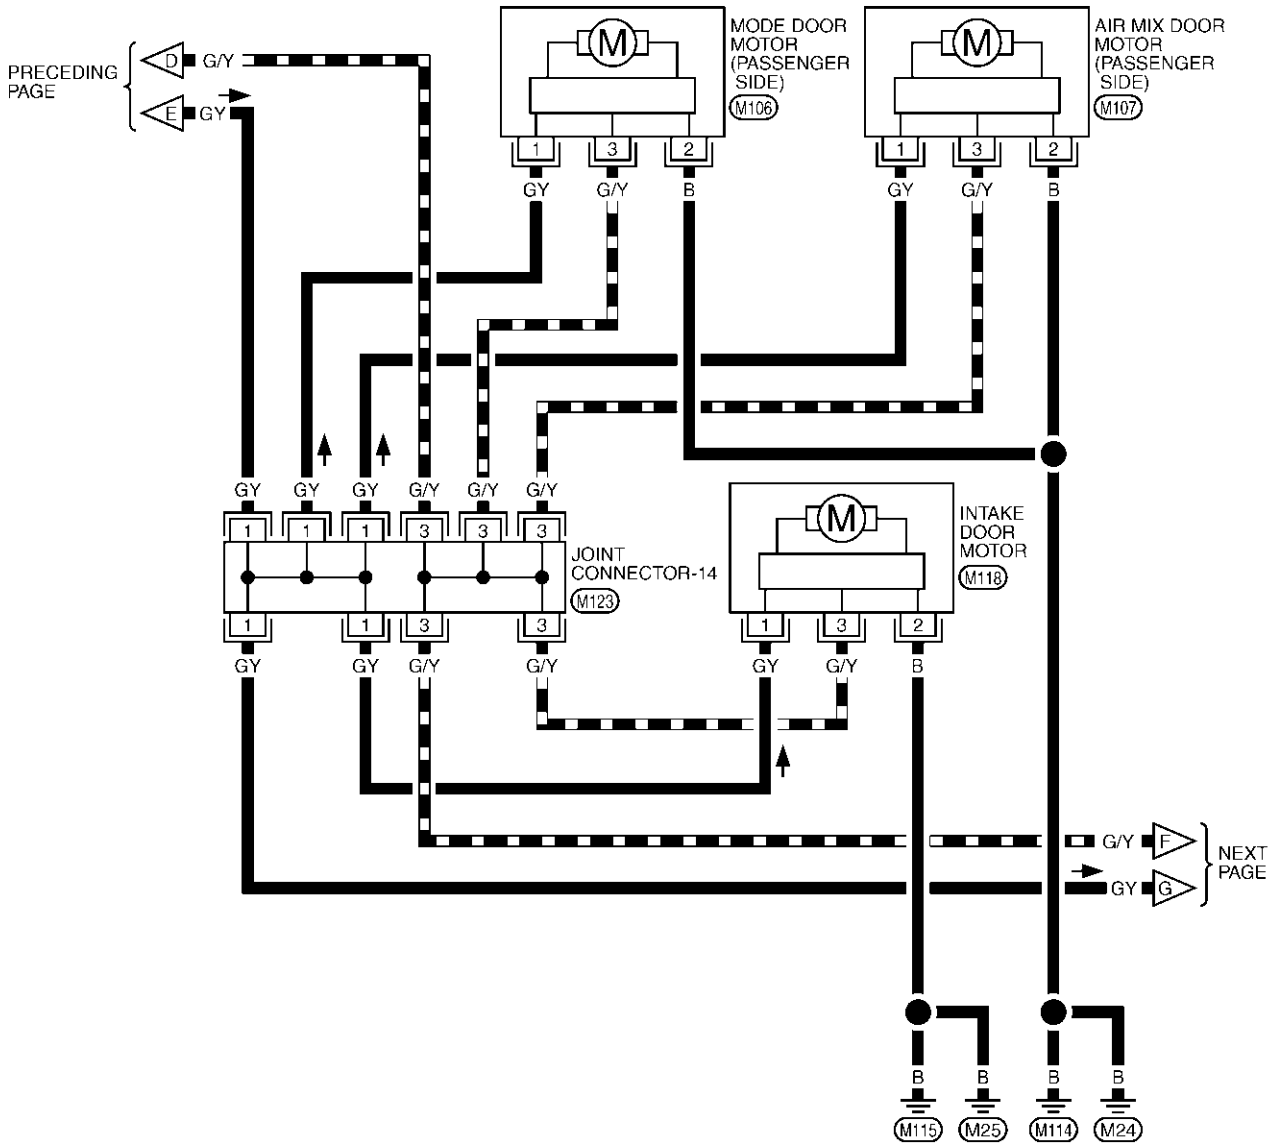 MODE DOOR
MOTOR
(PASSENGER
SIDE)
M106
M
1 3 2
GY G/Y B
AIR MIX DOOR
MOTOR
(PASSENGER
SIDE)
M107
M
1 3 2
GY G/Y B
PRECEDING
PAGE
D G/Y
E GY
GY GY GY G/Y G/Y G/Y
1 1 1 3 3 3
JOINT
CONNECTOR-14
M123
1 1 3 3
GY GY G/Y G/Y
M
INTAKE
DOOR
MOTOR
M118
1 3 2
GY G/Y B
G/Y F
GY G
NEXT
PAGE
B B B B
M115 M25 M114 M24